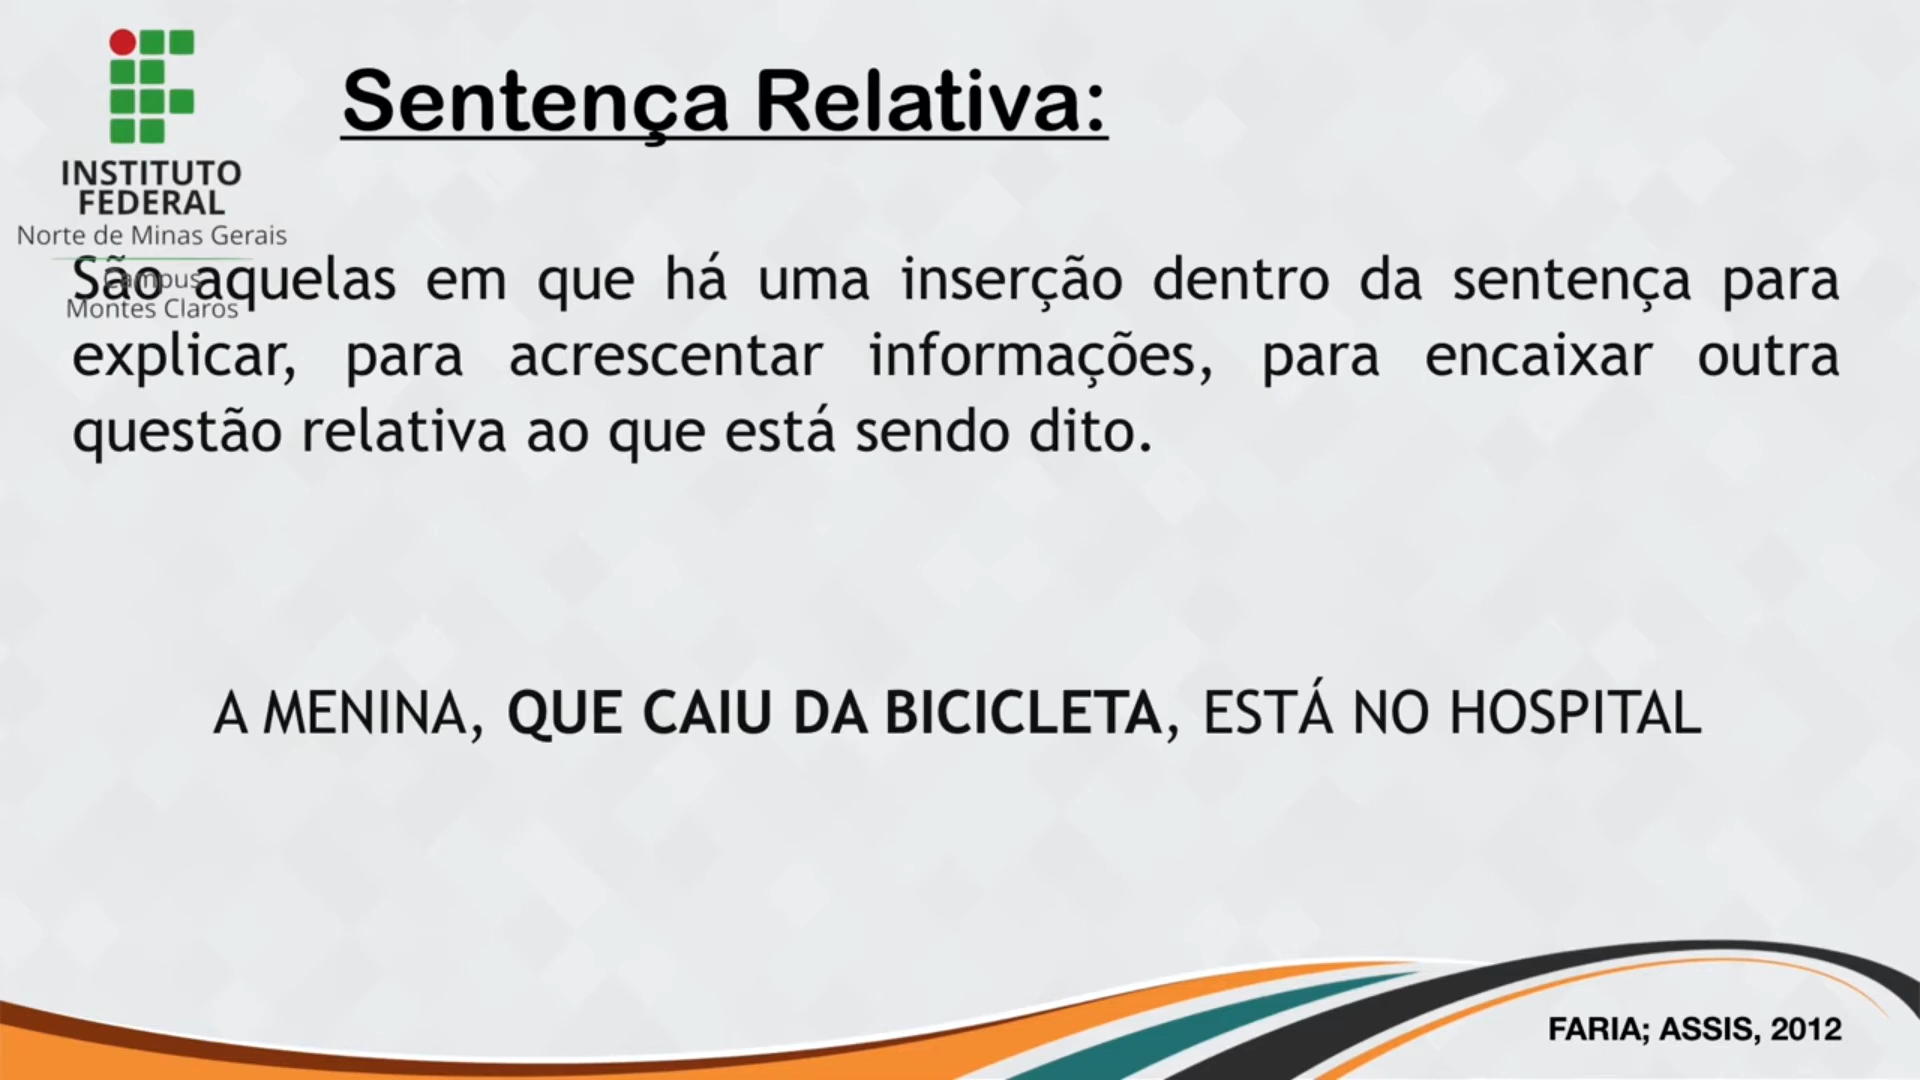 INSTITUTO
FEDERAL
Norte de Minas Gerais
Campus
Montes Claros
Sentença Relativa:
São aquelas em que há uma inserção dentro da sentença para
explicar, para acrescentar informações, para encaixar outra
questão relativa ao que está sendo dito.
A MENINA, QUE CAIU DA BICICLETA, ESTÁ NO HOSPITAL
FARIA; ASSIS, 2012